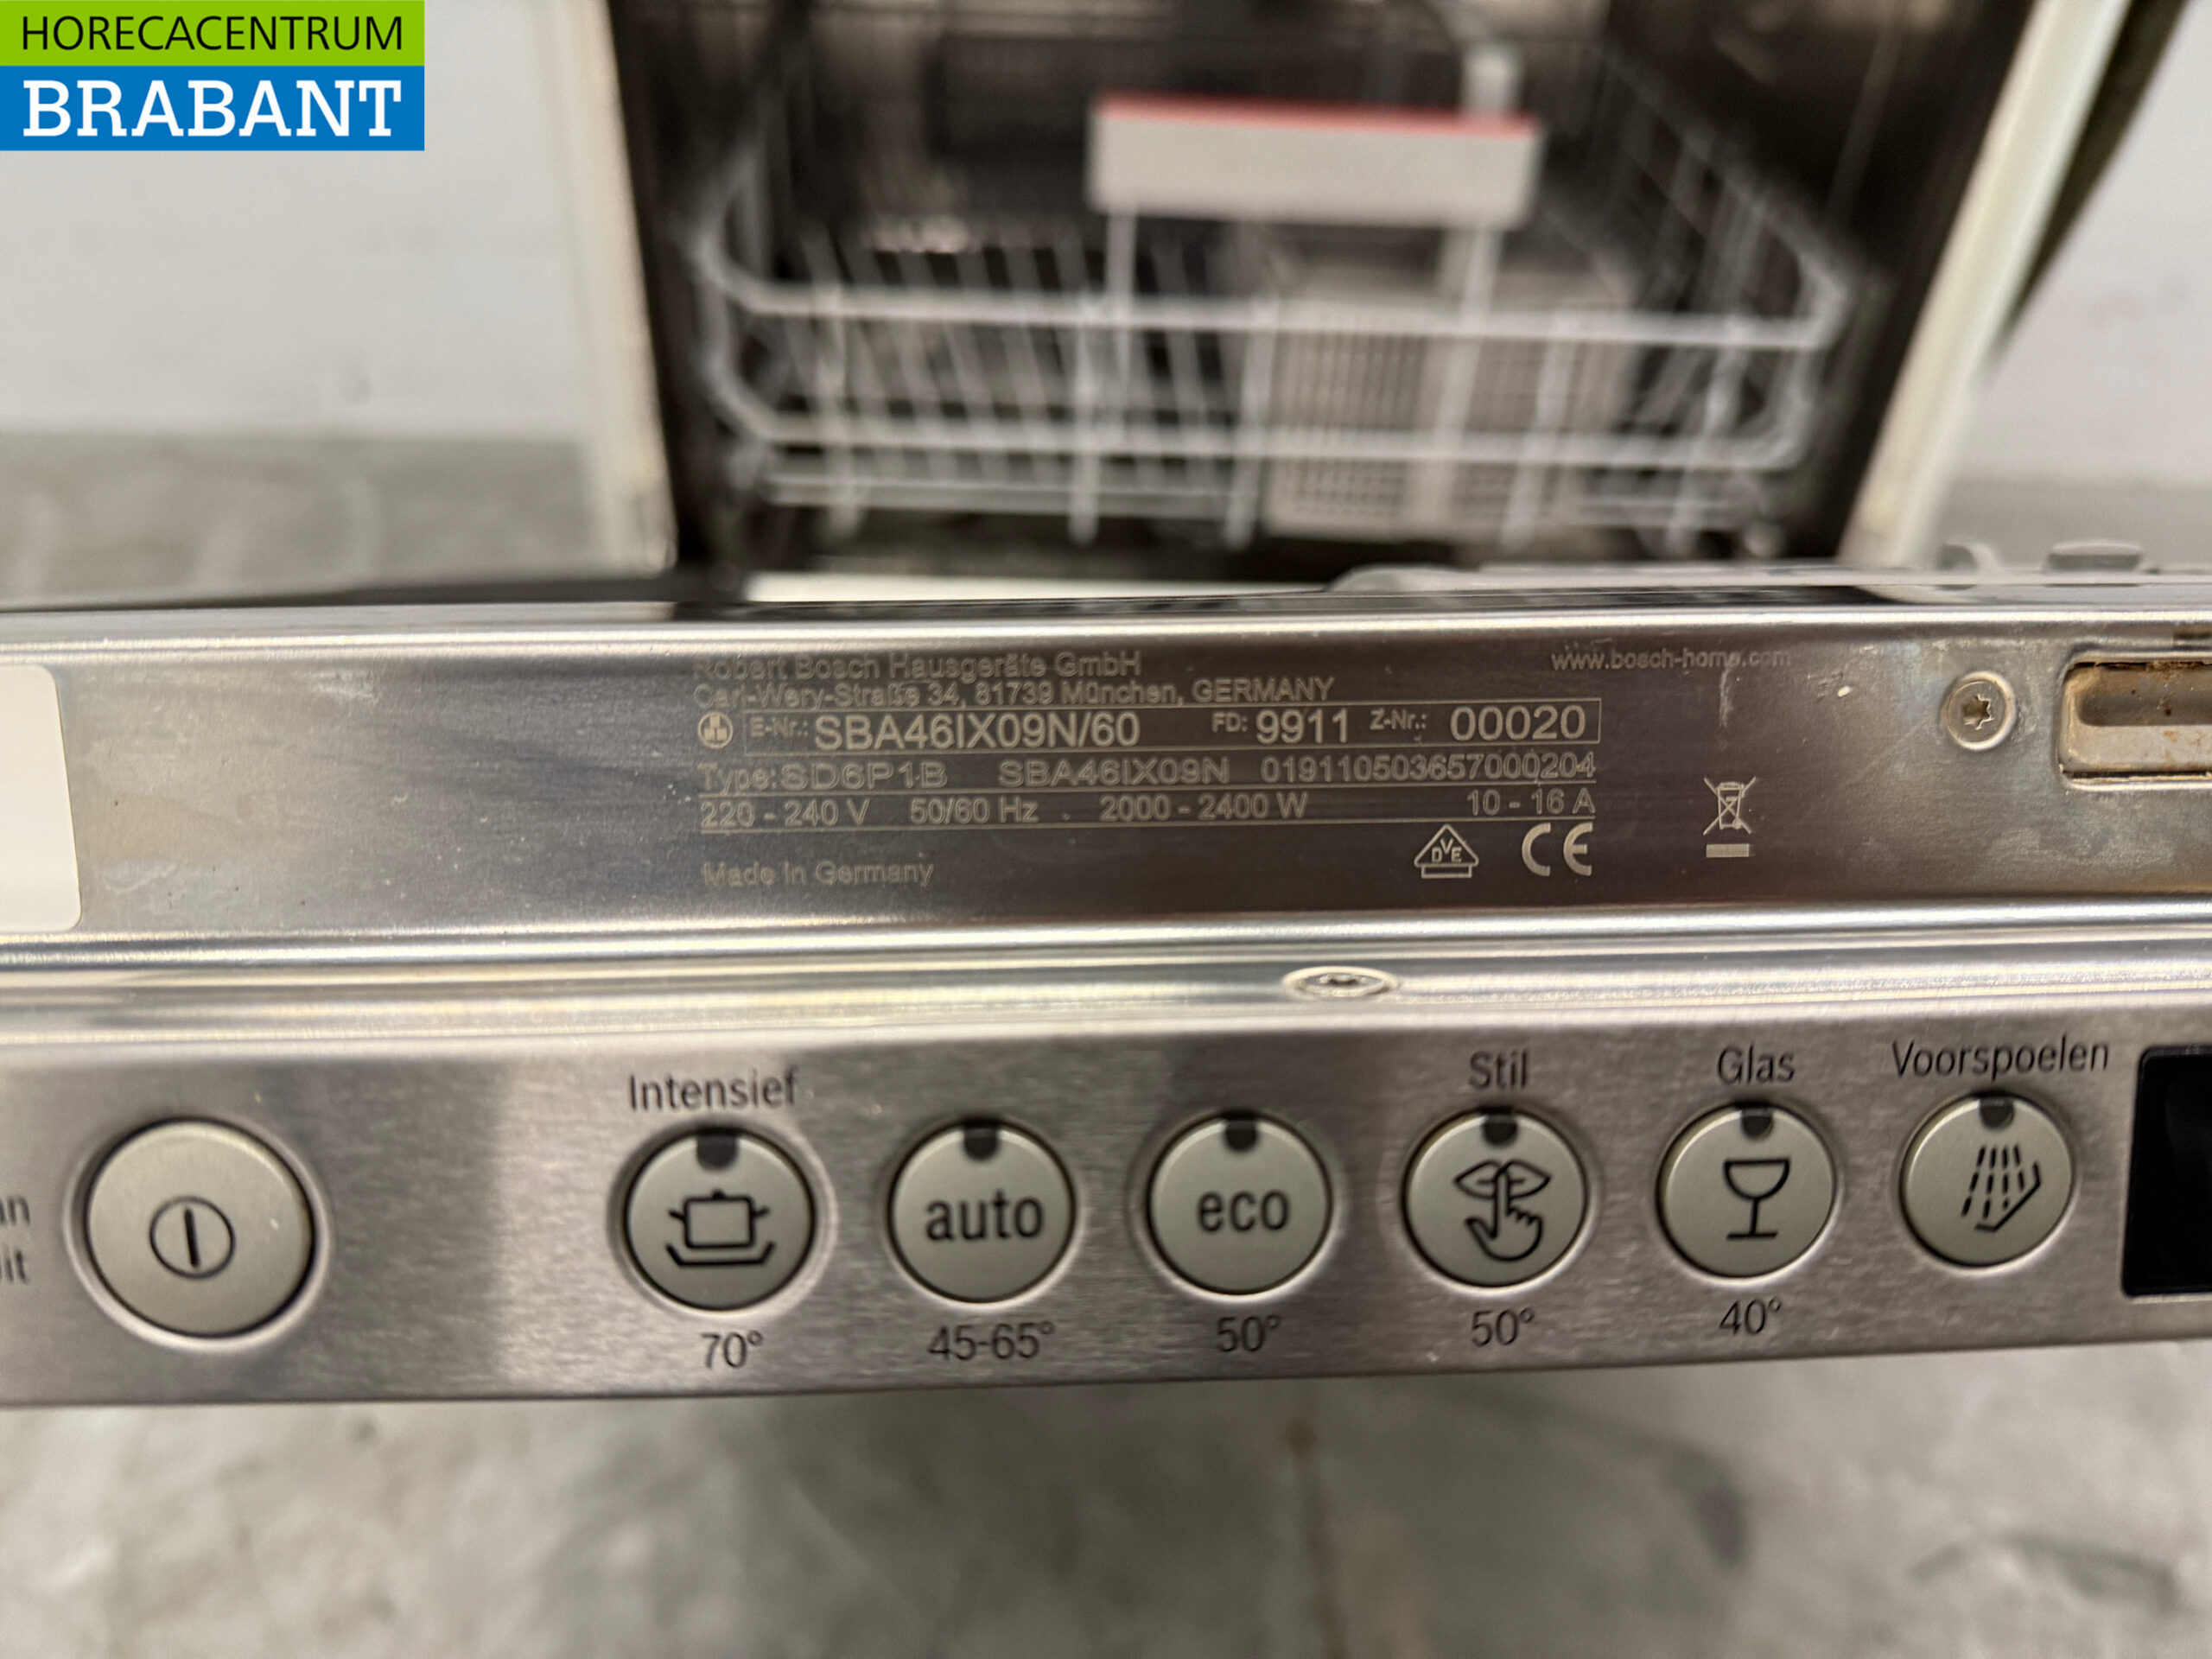 HORECACENTRUM
BRABANT
Robert Bosch Hausgeräte GmbH
www.bosch-home.com
Carl-Wery-Straße 34, 81739 München, GERMANY
E-Nr.: SBA46IX09N/60 FD: 9911 Z-Nr.: 00020
Type: SD6P1B SBA46IX09N 019110503657000204
220 - 240 V 50/60 Hz 2000 - 2400 W 10 - 16 A
DVE CE
Made in Germany
Intensief Stil Glas Voorspoelen
auto eco
70° 45-65° 50° 50° 40°